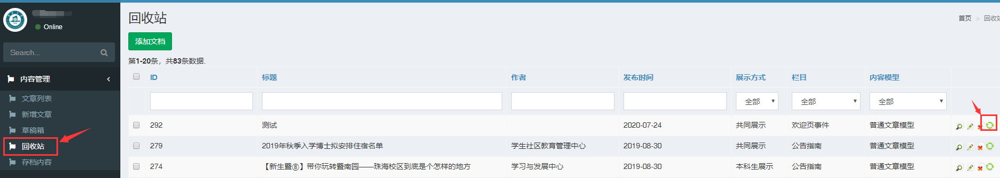 Online
Search...
内容管理
文章列表
新增文章
草稿箱
回收站
存档内容
回收站
首页 > 回收
添加文档
第1-20条，共83条数据.
ID 标题 作者 发布时间 展示方式 栏目 内容模型
全部 全部 全部
292 测试 2020-07-24 共同展示 欢迎页事件 普通文章模型
279 2019年秋季入学博士拟安排住宿名单 学生社区教育管理中心 2019-08-30 共同展示 公告指南 普通文章模型
274 【新生暨⑧】带你玩转暨南园——珠海校区到底是个怎样的地方 学习与发展中心 2019-08-30 本科生展示 公告指南 普通文章模型